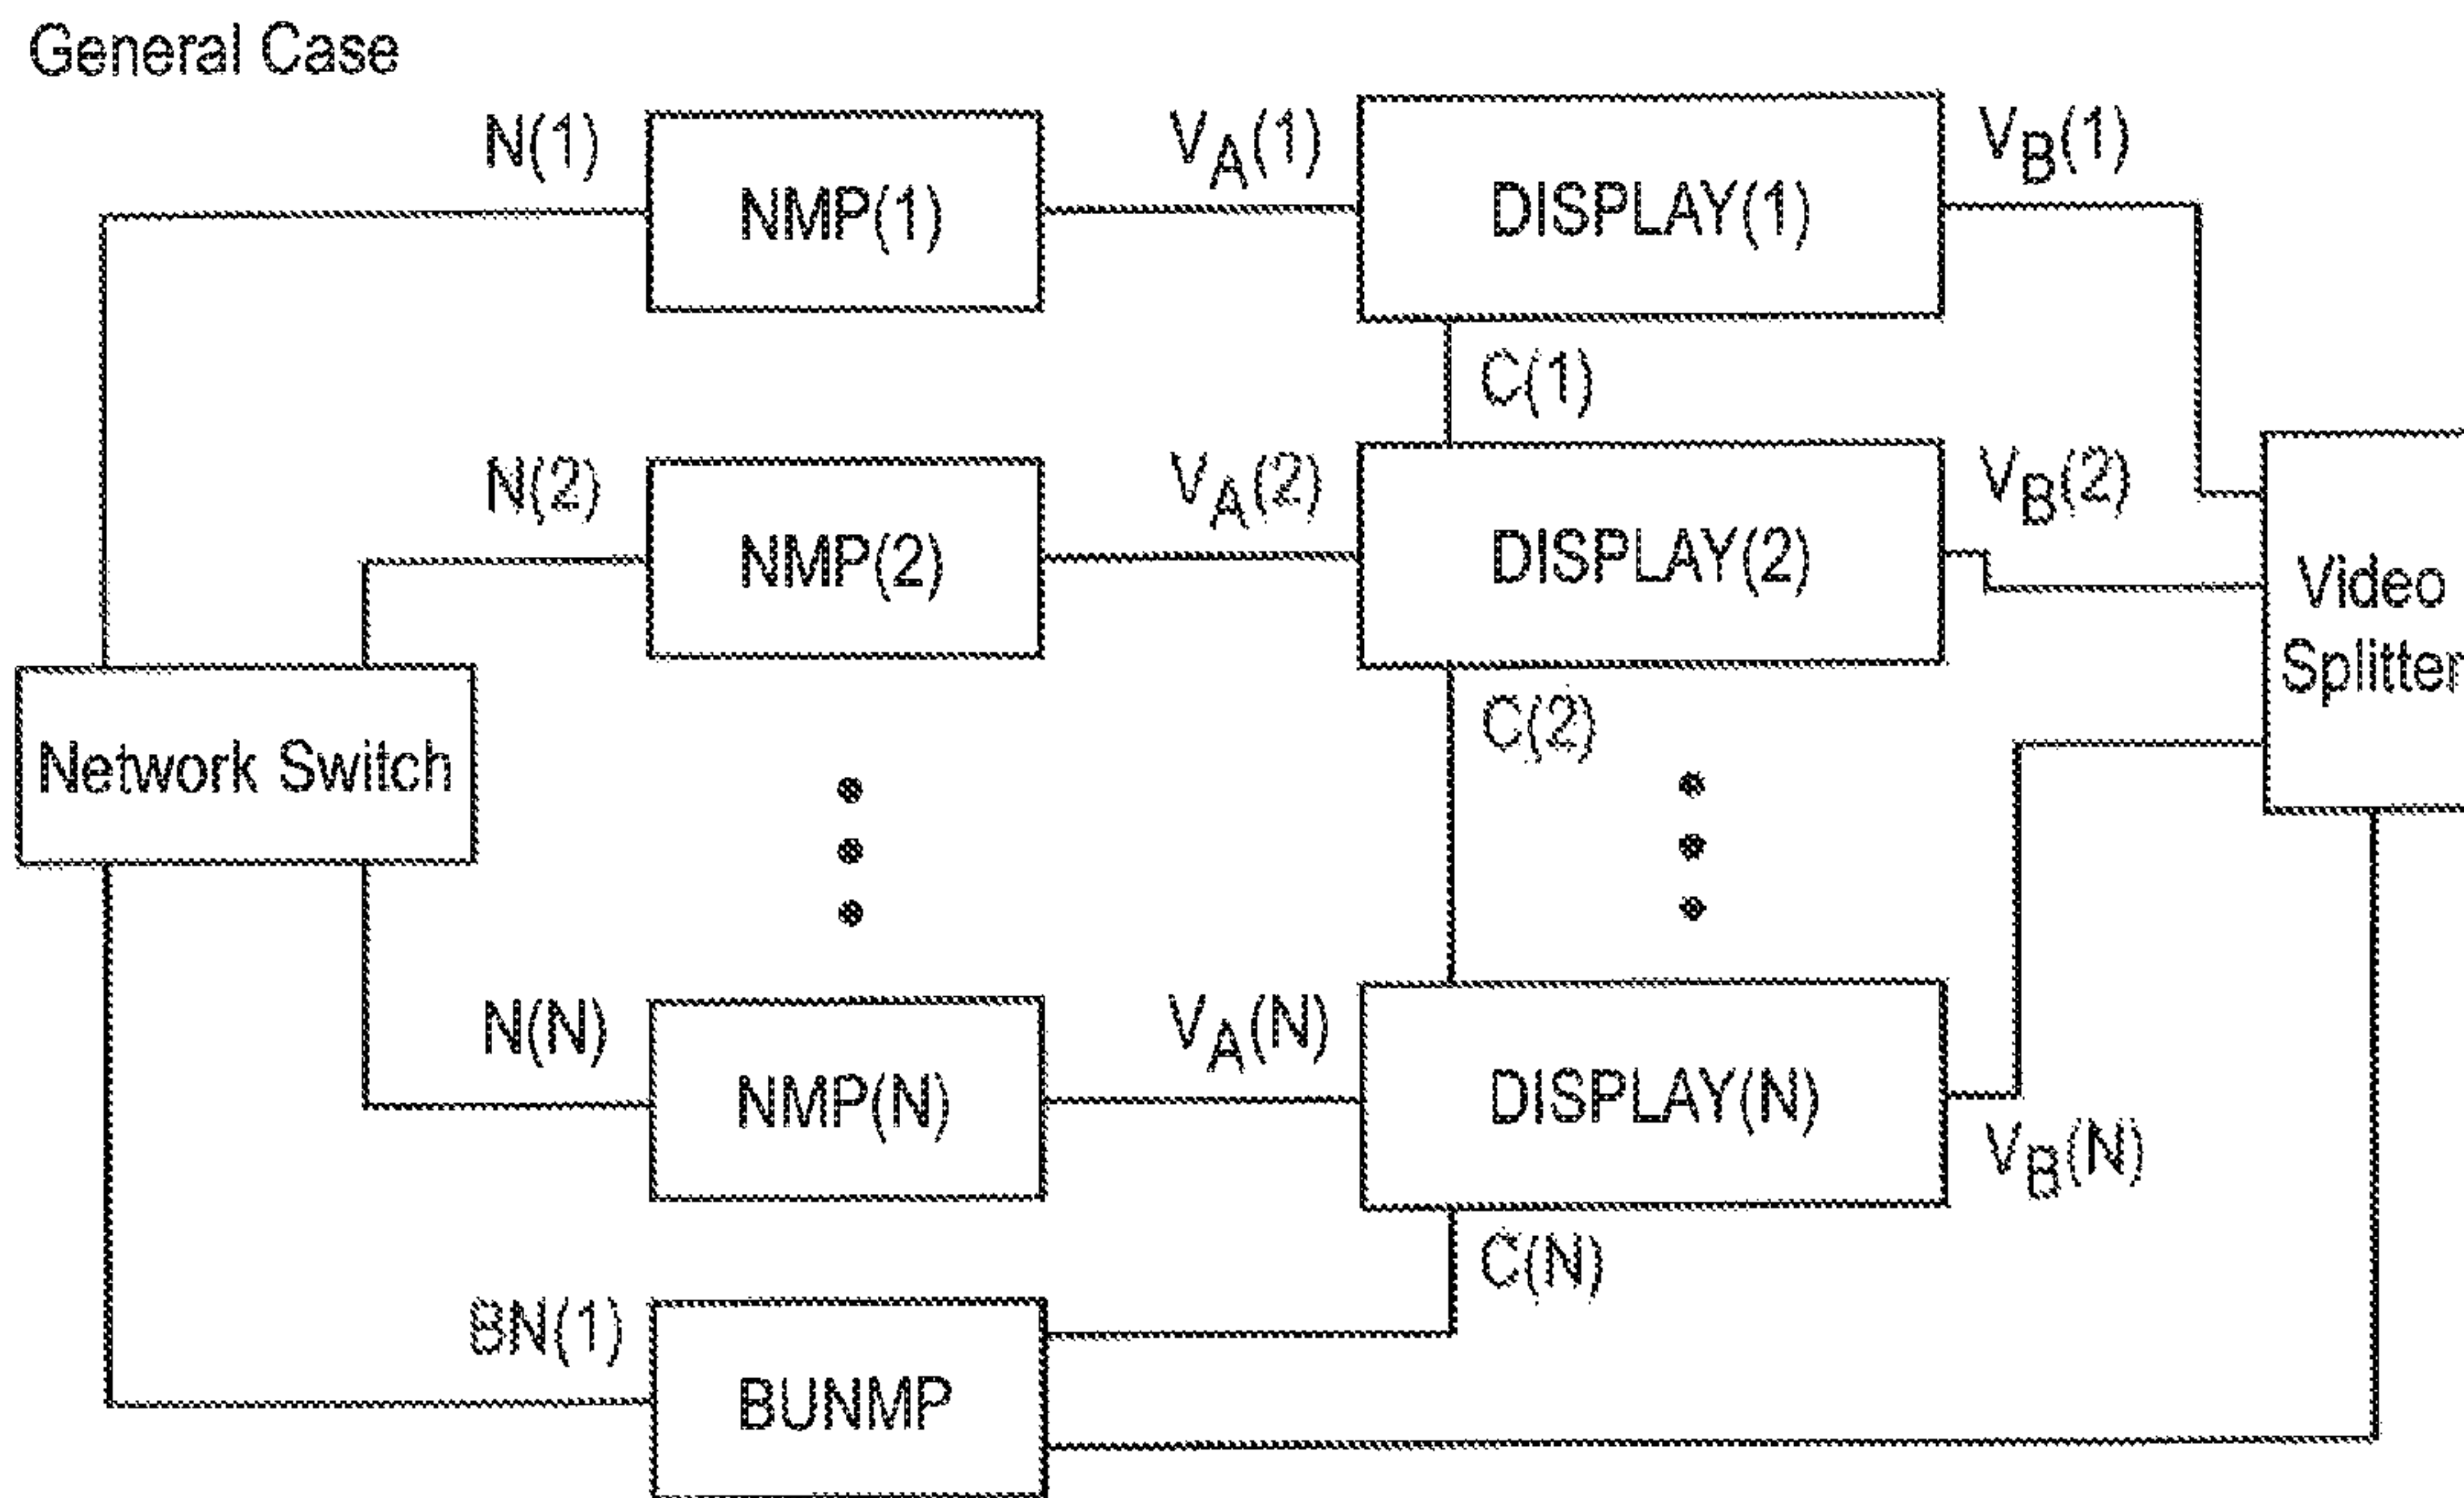 General Case
N(1)
NMP(1)
VA(1)
DISPLAY(1)
VB(1)
C(1)
N(2)
NMP(2)
VA(2)
DISPLAY(2)
VB(2)
Video
Splitter
C(2)
Network Switch
N(N)
NMP(N)
VA(N)
DISPLAY(N)
VB(N)
C(N)
BN(1)
BUNMP